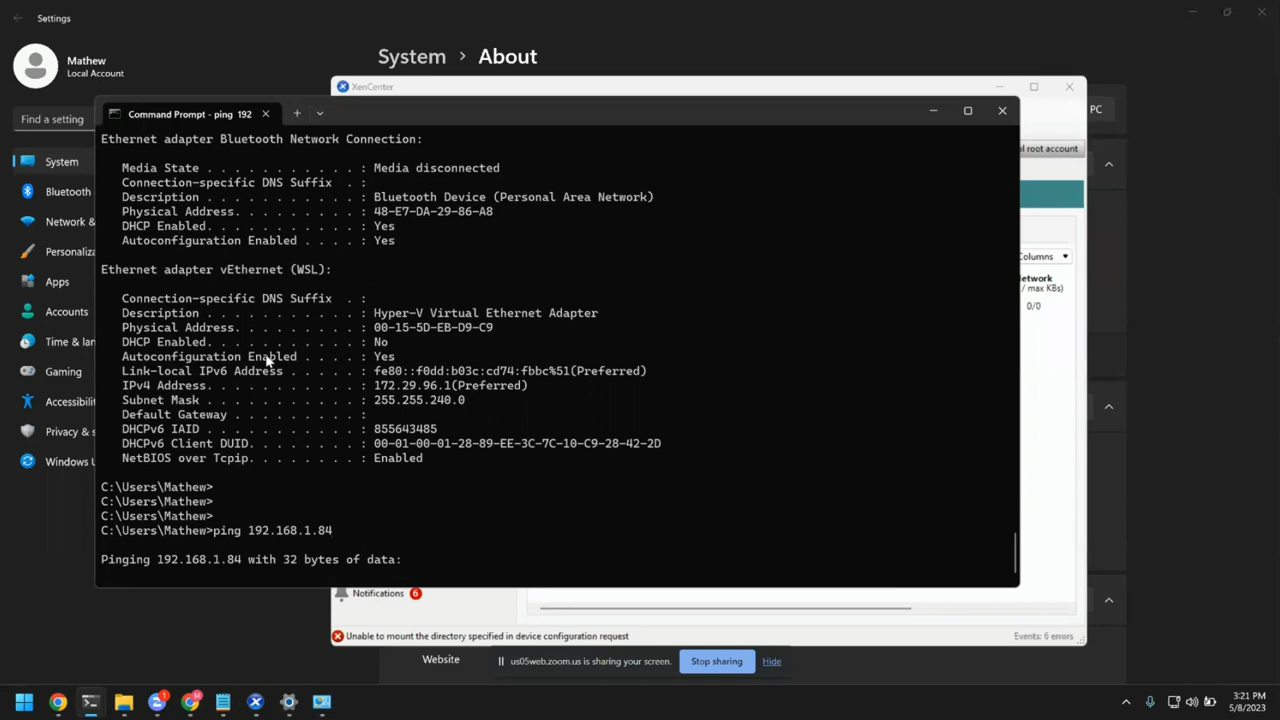 Settings
Mathew
Local Account
System > About
Find a setting
System
Bluetooth
Network &
Personaliza
Apps
Accounts
Time & lan
Gaming
Accessibili
Privacy & s
Windows U
XenCenter
PC
al root account
Columns
etwork
/ max KBs)
0/0
Command Prompt - ping 192
Ethernet adapter Bluetooth Network Connection:
Media State . . . . . . . . . . . : Media disconnected
Connection-specific DNS Suffix  . :
Description . . . . . . . . . . . : Bluetooth Device (Personal Area Network)
Physical Address. . . . . . . . . : 48-E7-DA-29-86-A8
DHCP Enabled. . . . . . . . . . . : Yes
Autoconfiguration Enabled . . . . : Yes
Ethernet adapter vEthernet (WSL):
Connection-specific DNS Suffix  . :
Description . . . . . . . . . . . : Hyper-V Virtual Ethernet Adapter
Physical Address. . . . . . . . . : 00-15-5D-EB-D9-C9
DHCP Enabled. . . . . . . . . . . : No
Autoconfiguration Enabled . . . . : Yes
Link-local IPv6 Address . . . . . : fe80::f0dd:b03c:cd74:fbbc%51(Preferred)
IPv4 Address. . . . . . . . . . . : 172.29.96.1(Preferred)
Subnet Mask . . . . . . . . . . . : 255.255.240.0
Default Gateway . . . . . . . . . :
DHCPv6 IAID . . . . . . . . . . . : 855643485
DHCPv6 Client DUID. . . . . . . . : 00-01-00-01-28-89-EE-3C-7C-10-C9-28-42-2D
NetBIOS over Tcpip. . . . . . . . : Enabled
C:\Users\Mathew>
C:\Users\Mathew>
C:\Users\Mathew>
C:\Users\Mathew>ping 192.168.1.84
Pinging 192.168.1.84 with 32 bytes of data:
Notifications 6
Unable to mount the directory specified in device configuration request
Events: 6 errors
Website
us05web.zoom.us is sharing your screen.
Stop sharing
Hide
1
M
3:21 PM
5/8/2023